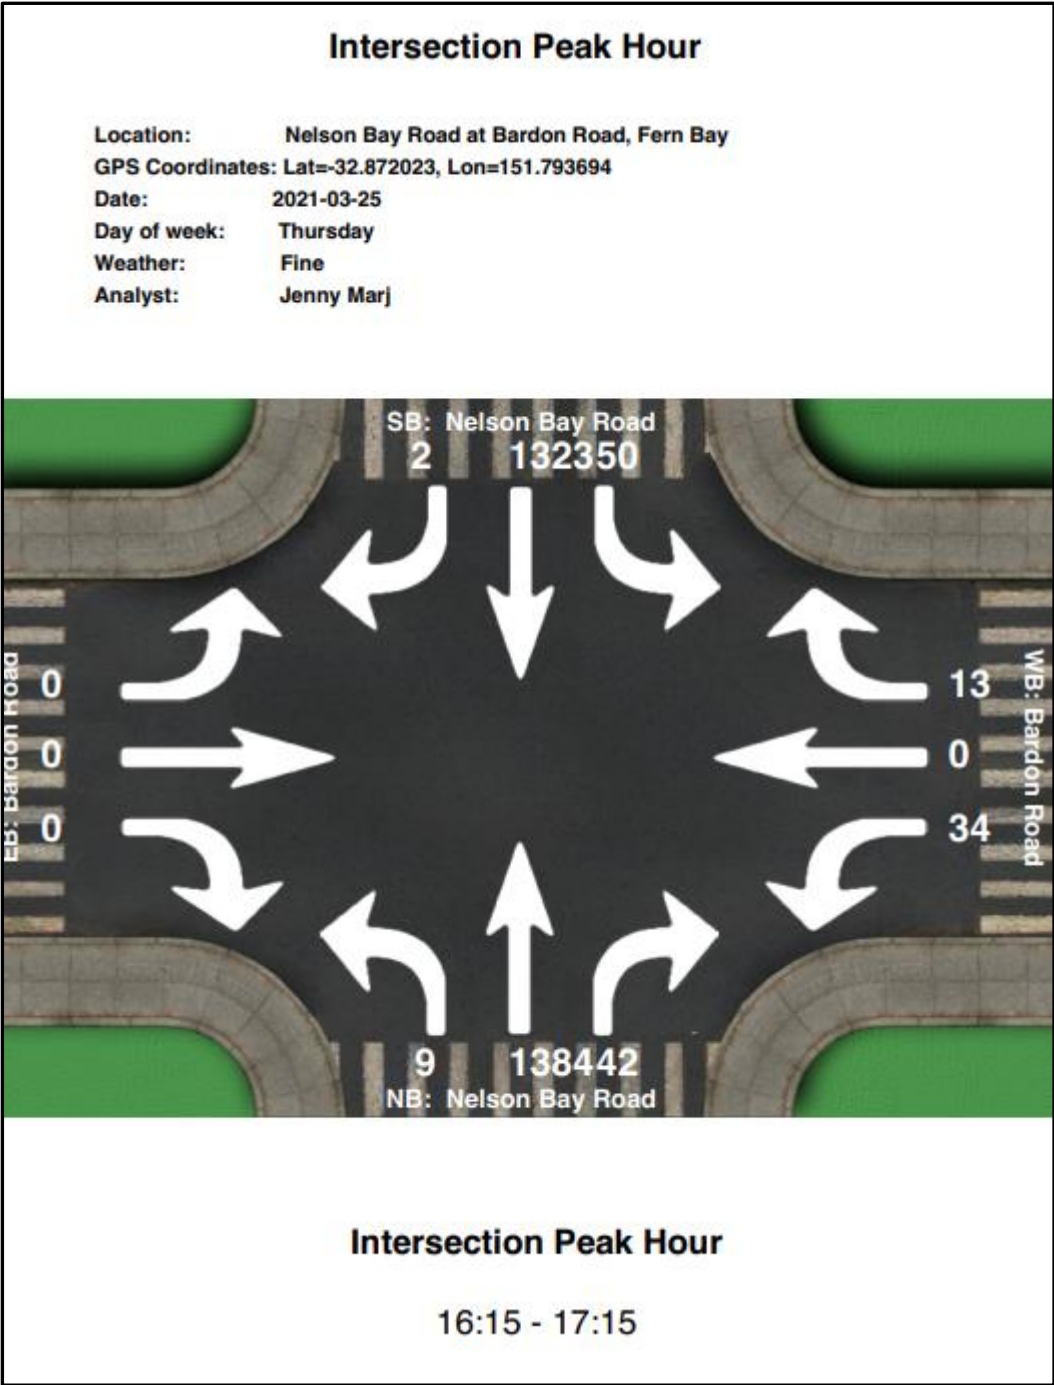 Intersection Peak Hour
Location: Nelson Bay Road at Bardon Road, Fern Bay
GPS Coordinates: Lat=-32.872023, Lon=151.793694
Date: 2021-03-25
Day of week: Thursday
Weather: Fine
Analyst: Jenny Marj
SB: Nelson Bay Road
2 132350
EB: Bardon Road
0
0
0
13
0
34
WB: Bardon Road
9 138442
NB: Nelson Bay Road
Intersection Peak Hour
16:15 - 17:15